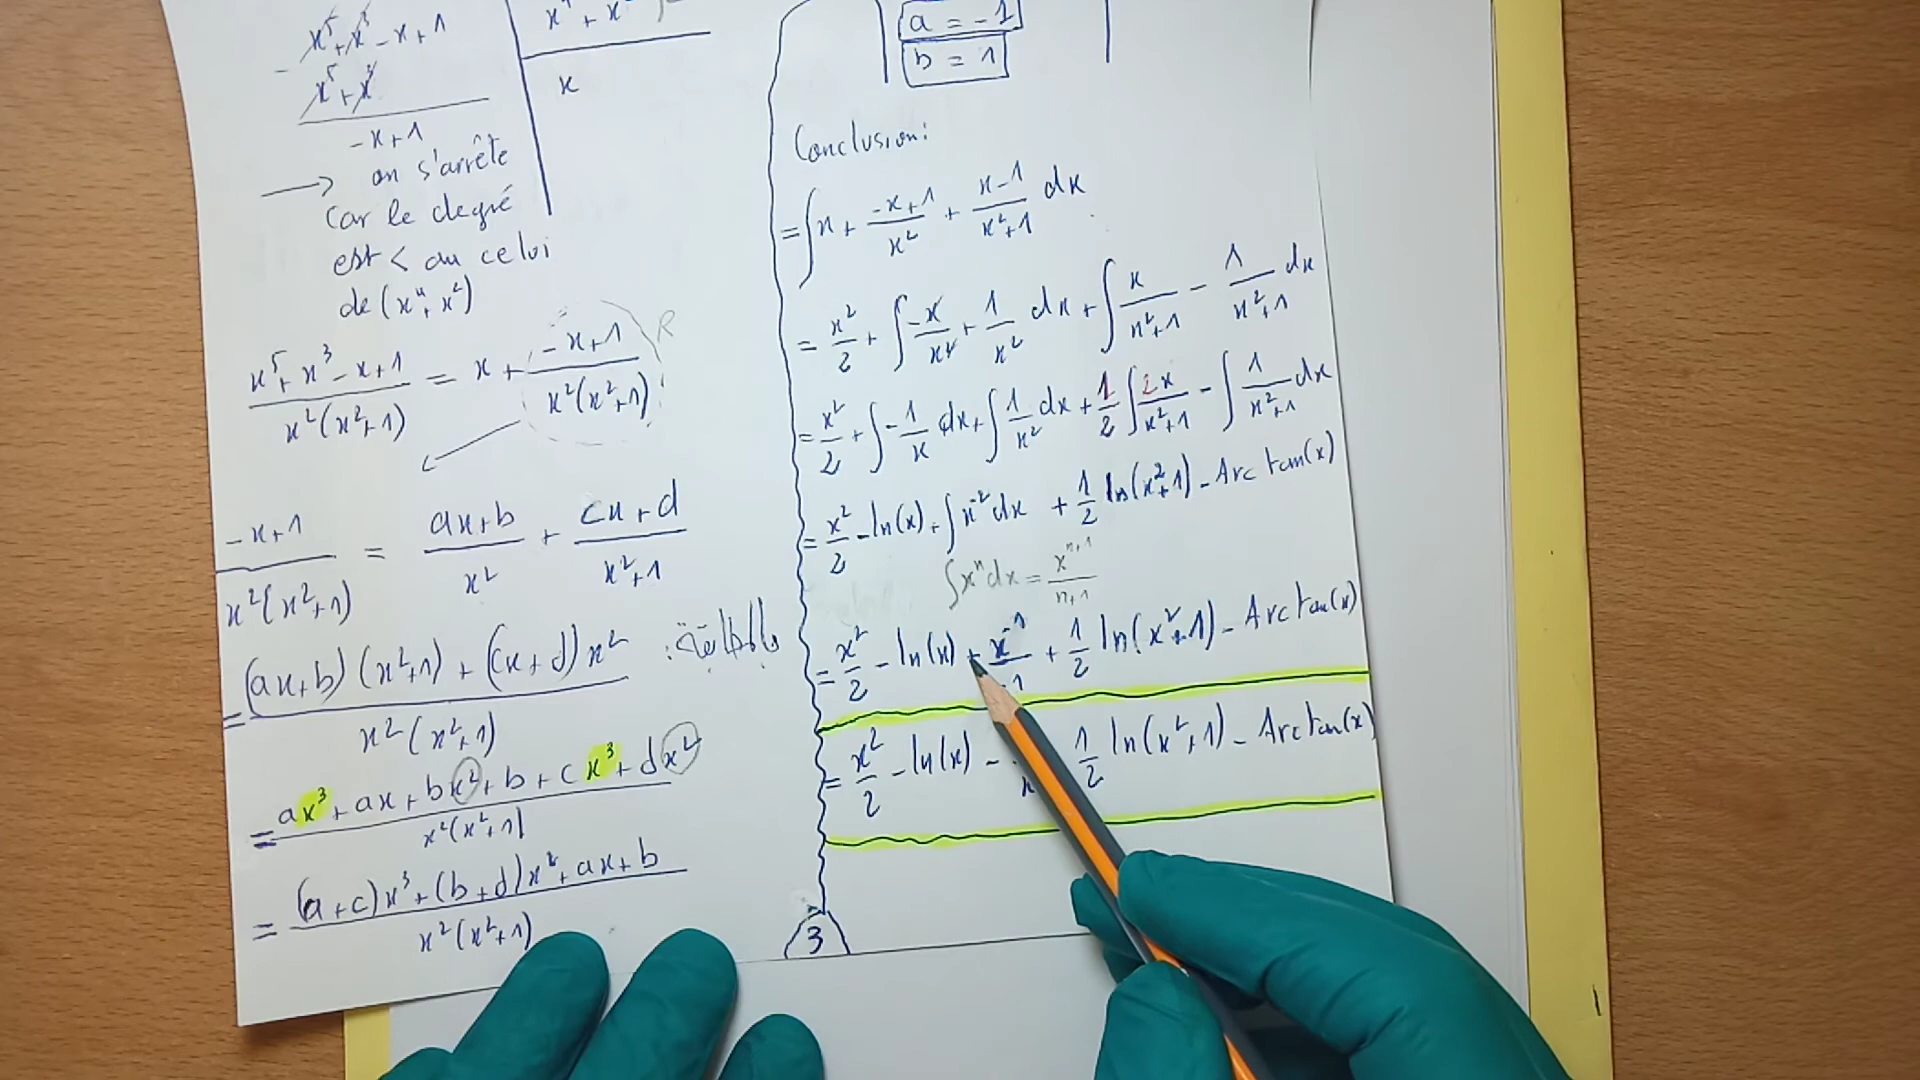 x⁵ + x³ - x + 1
- x⁵ + x³
x
-x + 1
→ on s'arrête
car le degré
est < au celui
de (x⁴ + x²)
(x⁵ + x³ - x + 1)/(x²(x²+1)) = x + (-x+1)/(x²(x²+1)) R
(-x+1)/(x²(x²+1)) = (ax+b)/x² + (cx+d)/(x²+1)
= ((ax+b)(x²+1) + (cx+d)x²)/(x²(x²+1)) : بالمطابقة
= (ax³ + ax + bx² + b + cx³ + dx²)/(x²(x²+1))
= ((a+c)x³ + (b+d)x² + ax + b)/(x²(x²+1))
a = -1
b = 1
Conclusion:
= ∫ x + (-x+1)/x² + (x-1)/(x²+1) dx
= x²/2 + ∫ -x/x² + 1/x² dx + ∫ x/(x²+1) - 1/(x²+1) dx
= x²/2 + ∫ -1/x dx + ∫ 1/x² dx + 1/2 ∫ 2x/(x²+1) - ∫ 1/(x²+1) dx
= x²/2 - ln(x) + ∫ x⁻² dx + 1/2 ln(x²+1) - Arctan(x)
∫ xⁿ dx = xⁿ⁺¹/(n+1)
= x²/2 - ln(x) + x⁻¹/-1 + 1/2 ln(x²+1) - Arctan(x)
= x²/2 - ln(x) - /x 1/2 ln(x²+1) - Arctan(x)
3